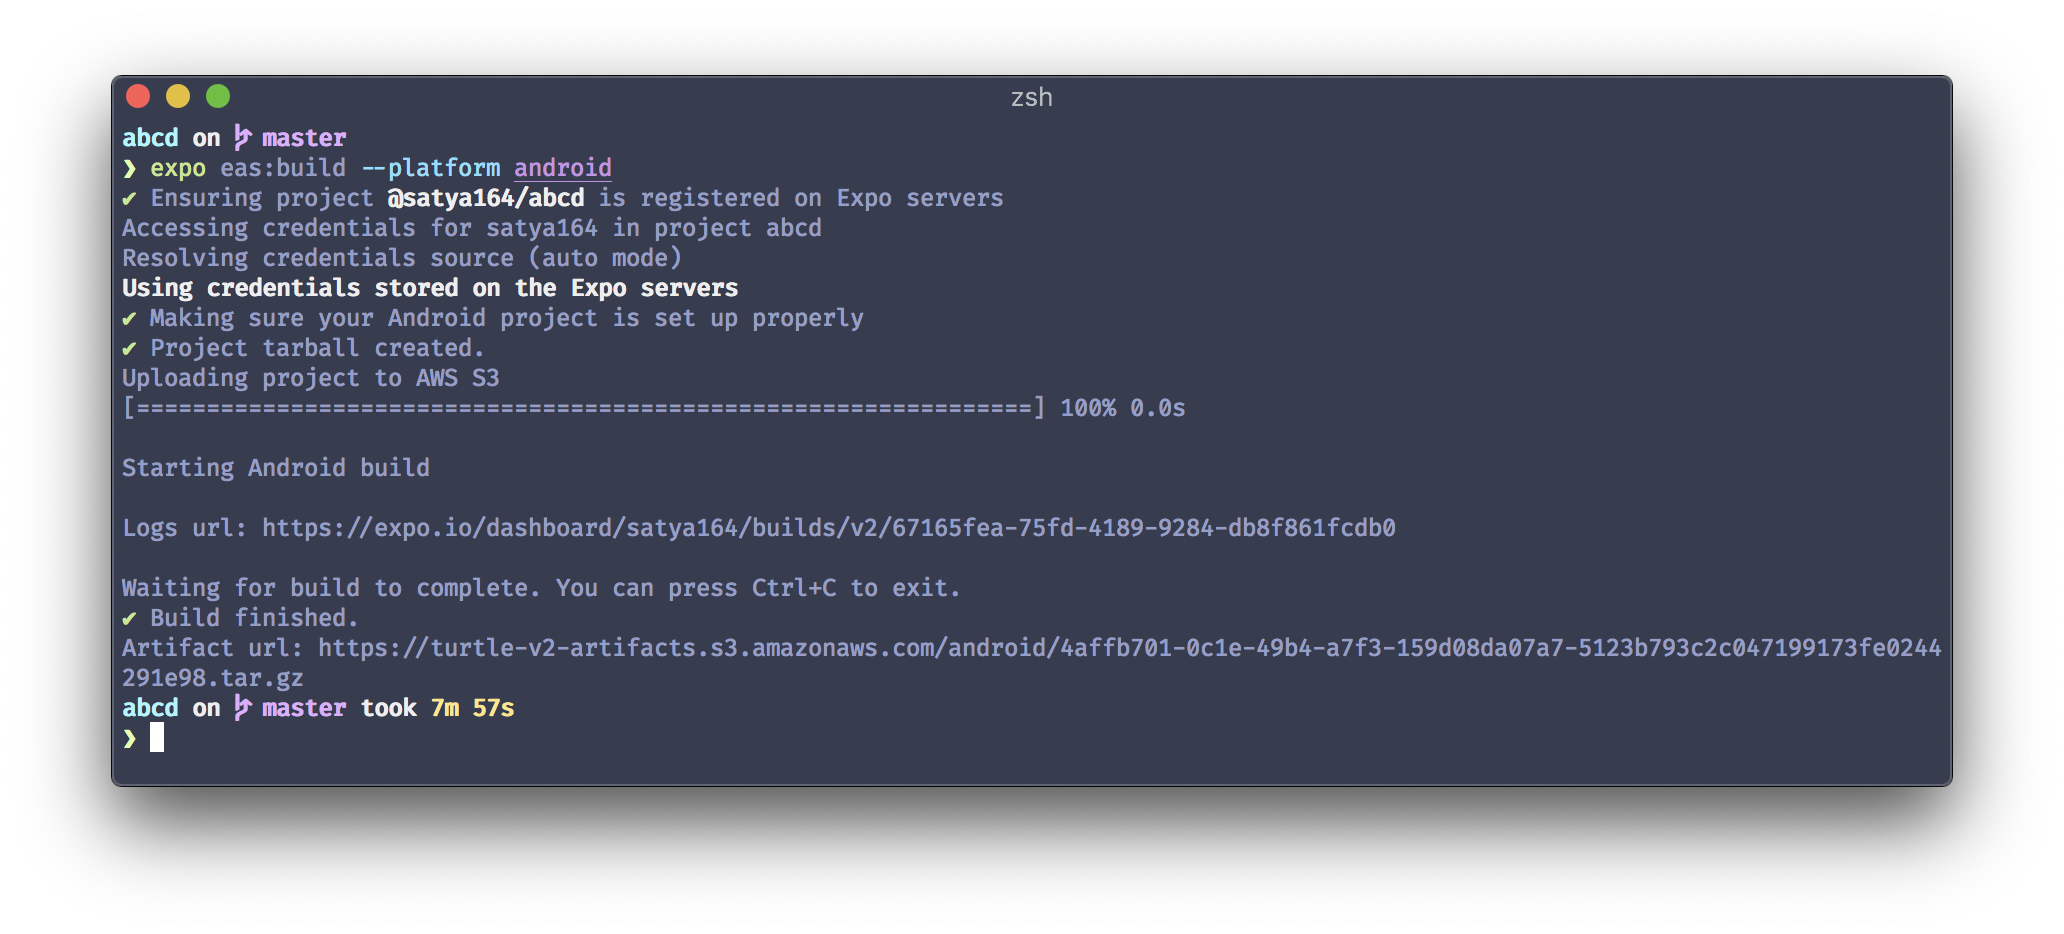 zsh
abcd on master
❯ expo eas:build --platform android
✔ Ensuring project @satya164/abcd is registered on Expo servers
Accessing credentials for satya164 in project abcd
Resolving credentials source (auto mode)
Using credentials stored on the Expo servers
✔ Making sure your Android project is set up properly
✔ Project tarball created.
Uploading project to AWS S3
[================================================================] 100% 0.0s
Starting Android build
Logs url: https://expo.io/dashboard/satya164/builds/v2/67165fea-75fd-4189-9284-db8f861fcdb0
Waiting for build to complete. You can press Ctrl+C to exit.
✔ Build finished.
Artifact url: https://turtle-v2-artifacts.s3.amazonaws.com/android/4affb701-0c1e-49b4-a7f3-159d08da07a7-5123b793c2c047199173fe0244
291e98.tar.gz
abcd on master took 7m 57s
❯